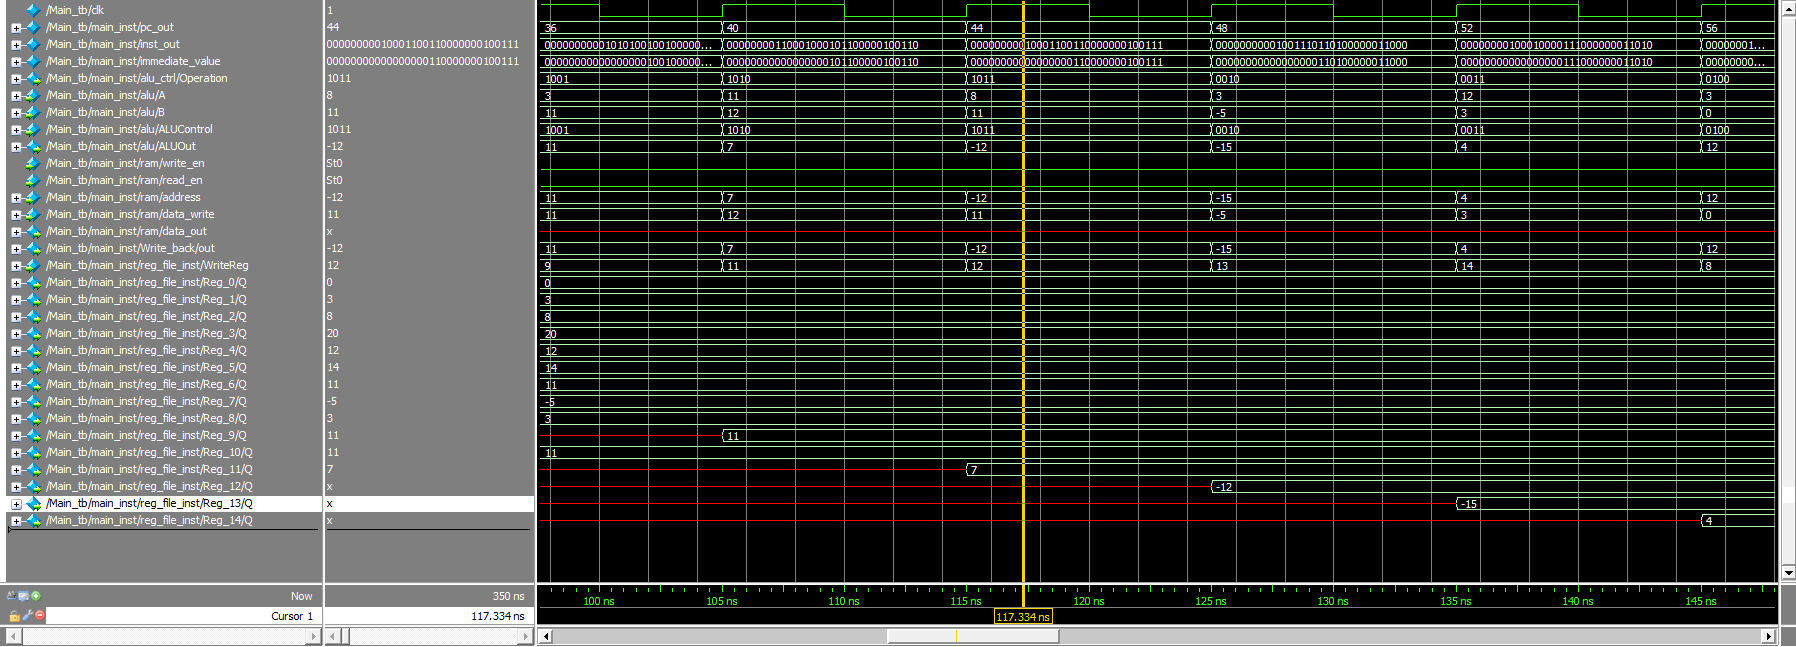 /Main_tb/clk 1
/Main_tb/main_inst/pc_out 44 36 40 44 48 52 56
/Main_tb/main_inst/inst_out 00000000010001100110000000100111 0000000000101010010010​0000... 00000000110001000101100000100110 00000000010001100110000000100111 00000000001001110110100000011000 00000000100010000111000000011010 00000001...
/Main_tb/main_inst/immediate_value 00000000000000000110000000100111 00000000000000000100100000... 00000000000000000101100000100110 00000000000000000110000000100111 00000000000000000110100000011000 00000000000000000111000000011010 00000000...
/Main_tb/main_inst/alu_ctrl/Operation 1011 1001 1010 1011 0010 0011 0100
/Main_tb/main_inst/alu/A 8 3 11 8 3 12 3
/Main_tb/main_inst/alu/B 11 11 12 11 -5 3 0
/Main_tb/main_inst/alu/ALUControl 1011 1001 1010 1011 0010 0011 0100
/Main_tb/main_inst/alu/ALUOut -12 11 7 -12 -15 4 12
/Main_tb/main_inst/ram/write_en St0
/Main_tb/main_inst/ram/read_en St0
/Main_tb/main_inst/ram/address -12 11 7 -12 -15 4 12
/Main_tb/main_inst/ram/data_write 11 11 12 11 -5 3 0
/Main_tb/main_inst/ram/data_out x
/Main_tb/main_inst/Write_back/out -12 11 7 -12 -15 4 12
/Main_tb/main_inst/reg_file_inst/WriteReg 12 9 11 12 13 14 8
/Main_tb/main_inst/reg_file_inst/Reg_0/Q 0 0
/Main_tb/main_inst/reg_file_inst/Reg_1/Q 3 3
/Main_tb/main_inst/reg_file_inst/Reg_2/Q 8 8
/Main_tb/main_inst/reg_file_inst/Reg_3/Q 20 20
/Main_tb/main_inst/reg_file_inst/Reg_4/Q 12 12
/Main_tb/main_inst/reg_file_inst/Reg_5/Q 14 14
/Main_tb/main_inst/reg_file_inst/Reg_6/Q 11 11
/Main_tb/main_inst/reg_file_inst/Reg_7/Q -5 -5
/Main_tb/main_inst/reg_file_inst/Reg_8/Q 3 3
/Main_tb/main_inst/reg_file_inst/Reg_9/Q 11 11
/Main_tb/main_inst/reg_file_inst/Reg_10/Q 11 11
/Main_tb/main_inst/reg_file_inst/Reg_11/Q 7 7
/Main_tb/main_inst/reg_file_inst/Reg_12/Q x -12
/Main_tb/main_inst/reg_file_inst/Reg_13/Q x -15
/Main_tb/main_inst/reg_file_inst/Reg_14/Q x 4
Now 350 ns 100 ns 105 ns 110 ns 115 ns 120 ns 125 ns 130 ns 135 ns 140 ns 145 ns
Cursor 1 117.334 ns 117.334 ns